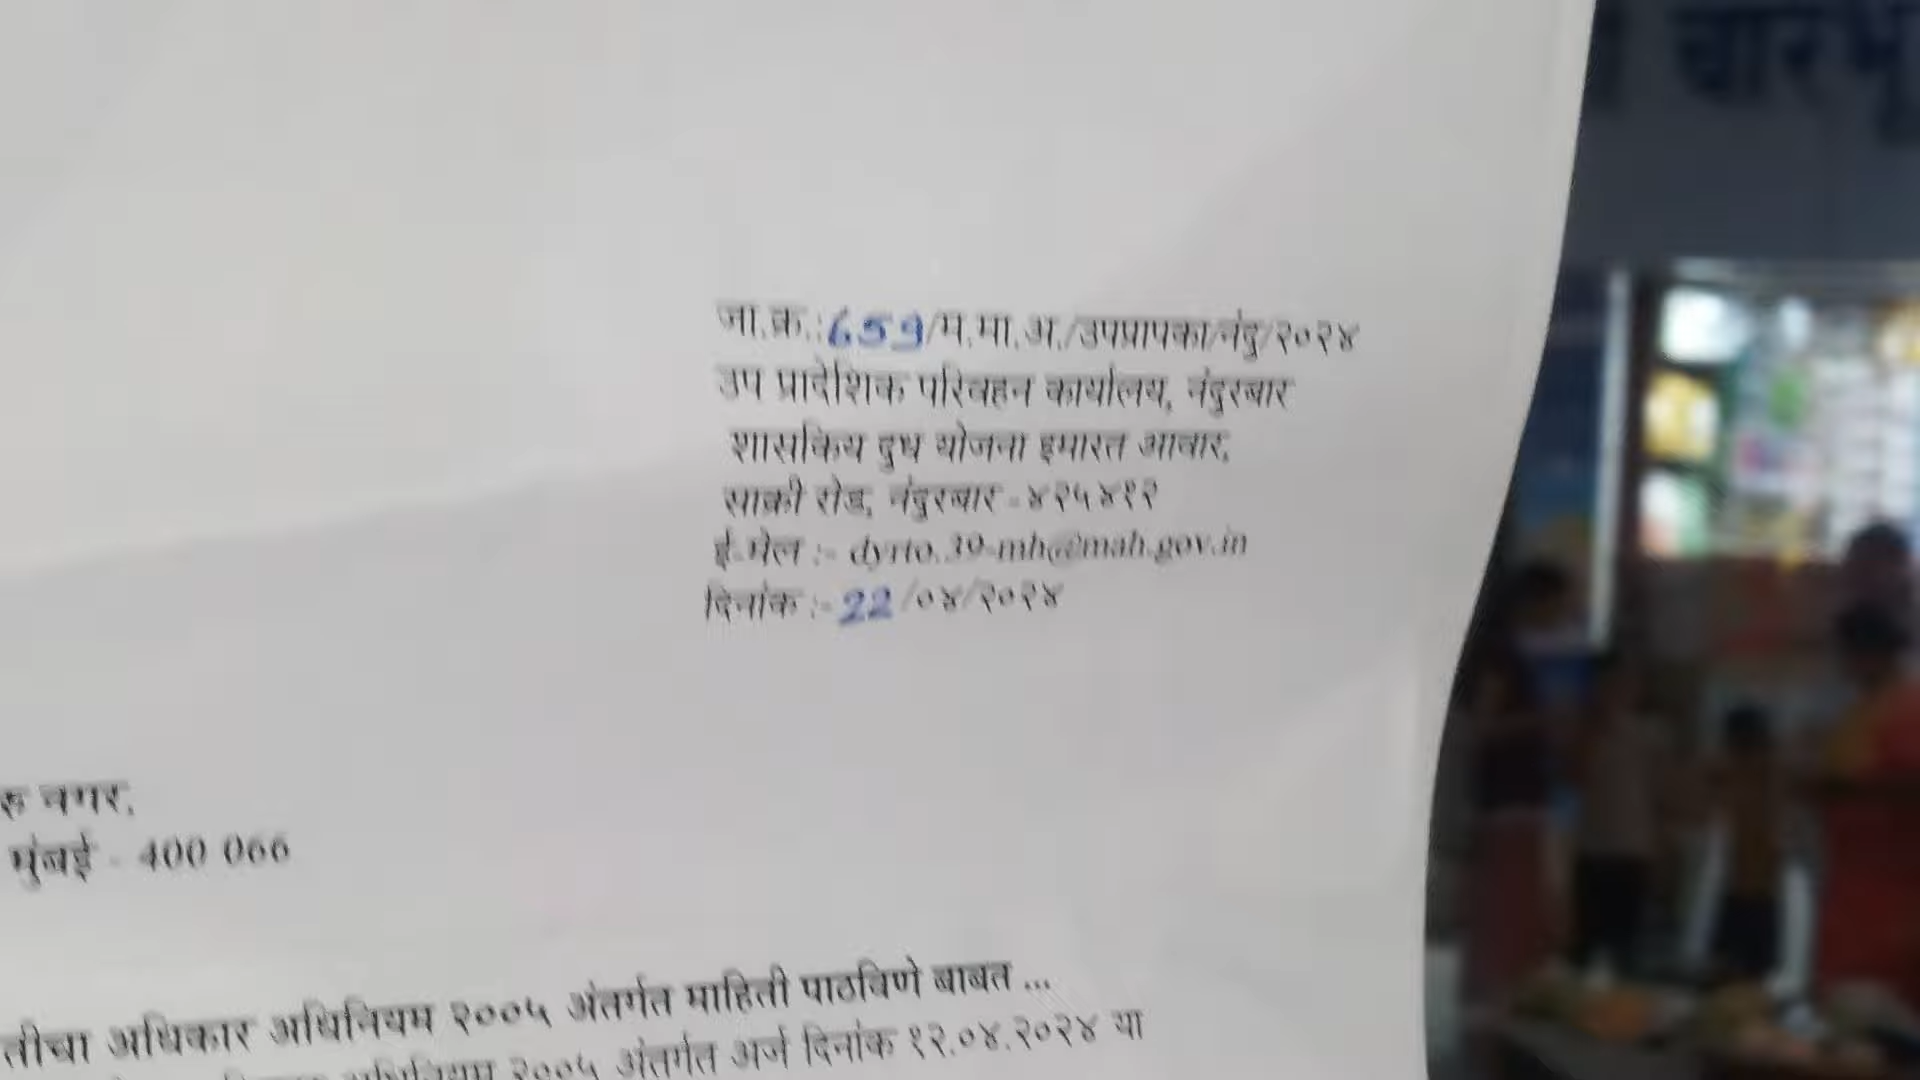 चारभु
जा.क्र.:659/म.मा.अ./उपप्रापका/नंदु/२०२४
उप प्रादेशिक परिवहन कार्यालय, नंदुरबार
शासकिय दुध योजना इमारत आवार,
साक्री रोड, नंदुरबार - ४२५४१२
ई-मेल :- dyrto.39-mh@mah.gov.in
दिनांक :- 22/०४/२०२४
रु नगर,
मुंबई - 400 066
तीचा अधिकार अधिनियम २००५ अंतर्गत माहिती पाठविणे बाबत ...
अधिनियम २००५ अंतर्गत अर्ज दिनांक १२.०४.२०२४ या